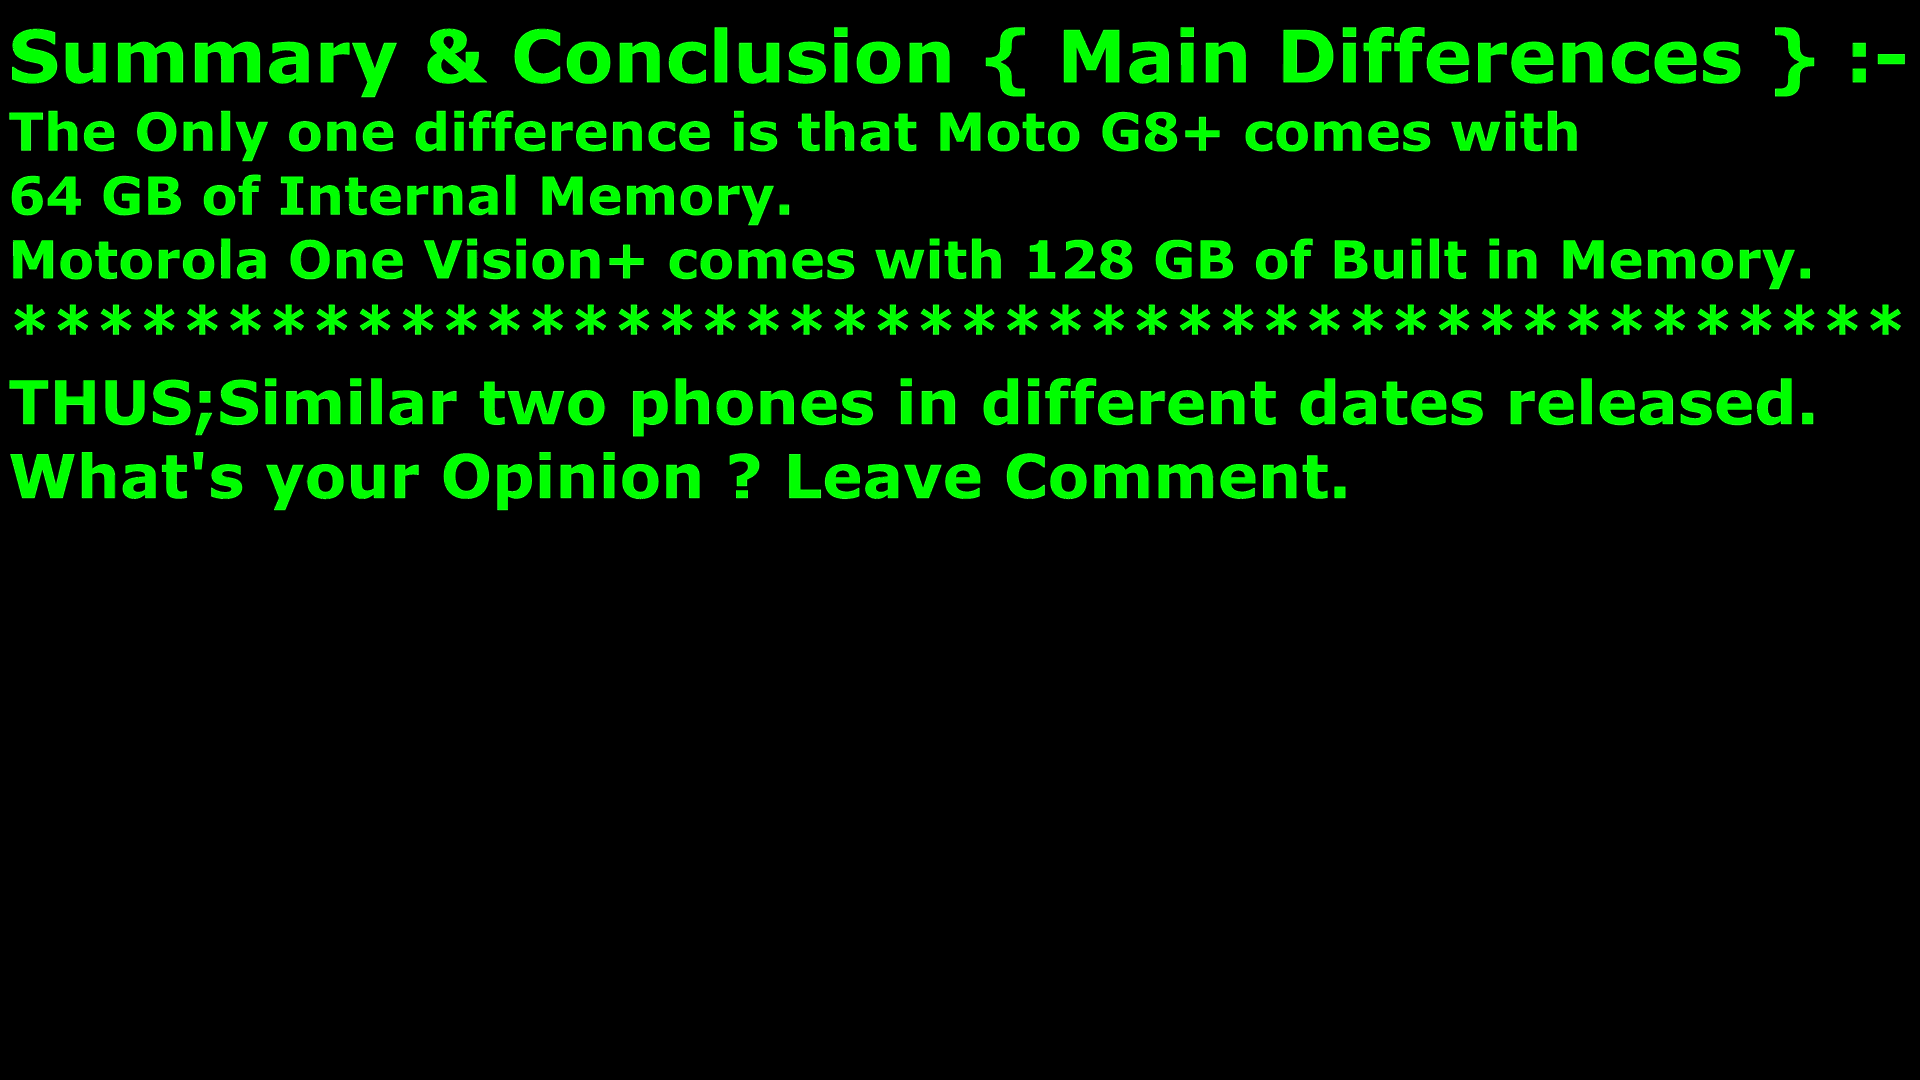 Summary & Conclusion { Main Differences } :-
The Only one difference is that Moto G8+ comes with
64 GB of Internal Memory.
Motorola One Vision+ comes with 128 GB of Built in Memory.
********************************************
THUS;Similar two phones in different dates released.
What's your Opinion ? Leave Comment.